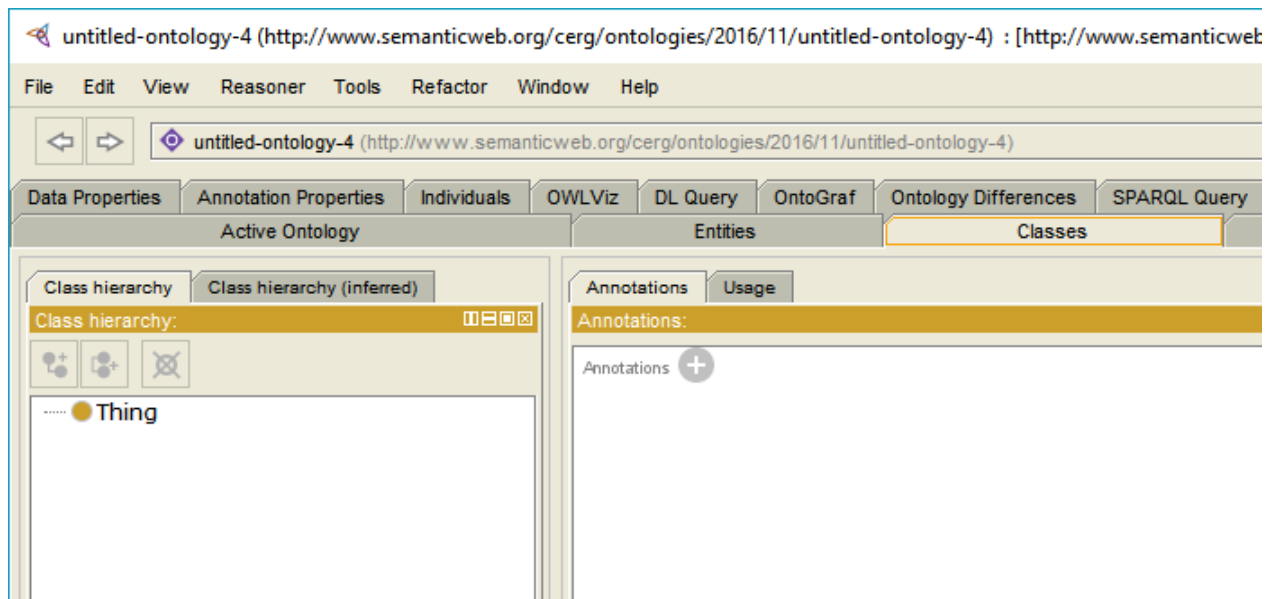 untitled-ontology-4 (http://www.semanticweb.org/cerg/ontologies/2016/11/untitled-ontology-4) : [http://www.semanticweb
File Edit View Reasoner Tools Refactor Window Help
untitled-ontology-4 (http://www.semanticweb.org/cerg/ontologies/2016/11/untitled-ontology-4)
Data Properties Annotation Properties Individuals OWLViz DL Query OntoGraf Ontology Differences SPARQL Query
Active Ontology Entities Classes
Class hierarchy Class hierarchy (inferred) Annotations Usage
Class hierarchy: Annotations:
Annotations
Thing